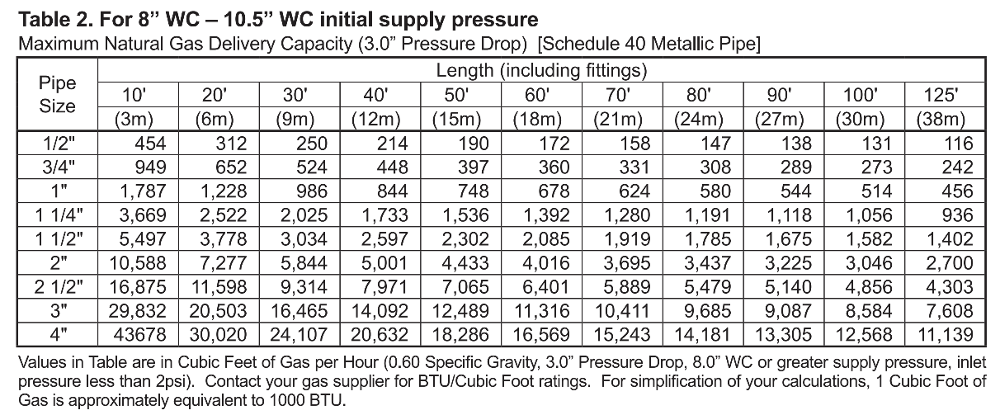 Table 2. For 8” WC – 10.5” WC initial supply pressure
Maximum Natural Gas Delivery Capacity (3.0” Pressure Drop)  [Schedule 40 Metallic Pipe]
Pipe Size Length (including fittings)
10' 20' 30' 40' 50' 60' 70' 80' 90' 100' 125'
(3m) (6m) (9m) (12m) (15m) (18m) (21m) (24m) (27m) (30m) (38m)
1/2" 454 312 250 214 190 172 158 147 138 131 116
3/4" 949 652 524 448 397 360 331 308 289 273 242
1" 1,787 1,228 986 844 748 678 624 580 544 514 456
1 1/4" 3,669 2,522 2,025 1,733 1,536 1,392 1,280 1,191 1,118 1,056 936
1 1/2" 5,497 3,778 3,034 2,597 2,302 2,085 1,919 1,785 1,675 1,582 1,402
2" 10,588 7,277 5,844 5,001 4,433 4,016 3,695 3,437 3,225 3,046 2,700
2 1/2" 16,875 11,598 9,314 7,971 7,065 6,401 5,889 5,479 5,140 4,856 4,303
3" 29,832 20,503 16,465 14,092 12,489 11,316 10,411 9,685 9,087 8,584 7,608
4" 43678 30,020 24,107 20,632 18,286 16,569 15,243 14,181 13,305 12,568 11,139
Values in Table are in Cubic Feet of Gas per Hour (0.60 Specific Gravity, 3.0” Pressure Drop, 8.0” WC or greater supply pressure, inlet
pressure less than 2psi).  Contact your gas supplier for BTU/Cubic Foot ratings.  For simplification of your calculations, 1 Cubic Foot of
Gas is approximately equivalent to 1000 BTU.